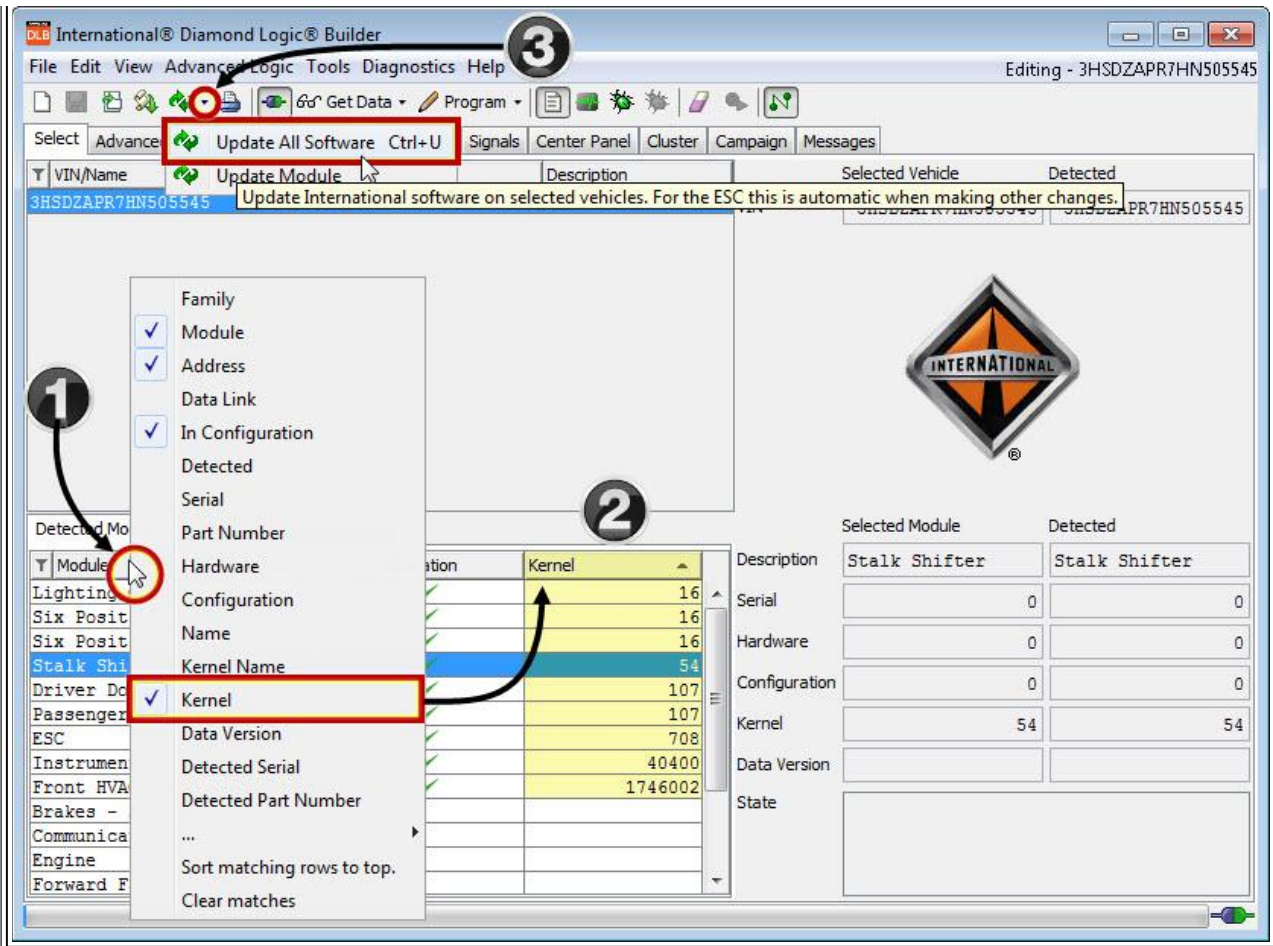 DLB International® Diamond Logic® Builder
File Edit View Advanced Logic Tools Diagnostics Help
Editing - 3HSDZAPR7HN505545
3
Get Data Program
Select Advance Signals Center Panel Cluster Campaign Messages
Update All Software Ctrl+U
Update Module
VIN/Name Description Selected Vehicle Detected
Update International software on selected vehicles. For the ESC this is automatic when making other changes.
3HSDZAPR7HN505545
VIN 3HSDZAPR7HN505545 3HSDZAPR7HN505545
INTERNATIONAL
®
1
Family
Module
Address
Data Link
In Configuration
Detected
Serial
Part Number
Hardware
Configuration
Name
Kernel Name
Kernel
Data Version
Detected Serial
Detected Part Number
...
Sort matching rows to top.
Clear matches
2
Detected Mo
Module ation Kernel
Lighting 16
Six Posit 16
Six Posit 16
Stalk Shi 54
Driver Do 107
Passenger 107
ESC 708
Instrumen 40400
Front HVA 1746002
Brakes -
Communica
Engine
Forward F
Selected Module Detected
Description Stalk Shifter Stalk Shifter
Serial 0 0
Hardware 0 0
Configuration 0 0
Kernel 54 54
Data Version
State